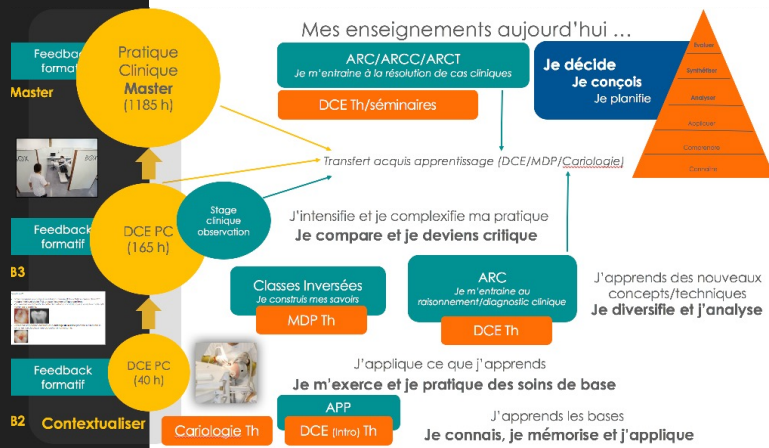 Mes enseignements aujourd'hui ...
Feedback
formatif
Master
Pratique
Clinique
Master
(1185 h)
ARC/ARCC/ARCT
Je m'entraine à la résolution de cas cliniques
DCE Th/séminaires
Je décide
Je conçois
Je planifie
Evaluer
Synthétiser
Analyser
Appliquer
Comprendre
Connaitre
Transfert acquis apprentissage (DCE/MDP/Cariologie)
Feedback
formatif
B3
DCE PC
(165 h)
Stage
clinique
observation
J'intensifie et je complexifie ma pratique
Je compare et je deviens critique
Classes Inversées
Je construis mes savoirs
MDP Th
ARC
Je m'entraine au
raisonnement/diagnostic clinique
DCE Th
J'apprends des nouveaux
concepts/techniques
Je diversifie et j'analyse
Feedback
formatif
B2
Contextualiser
DCE PC
(40 h)
J'applique ce que j'apprends
Je m'exerce et je pratique des soins de base
Cariologie Th
APP
DCE (Intro) Th
J'apprends les bases
Je connais, je mémorise et j'applique